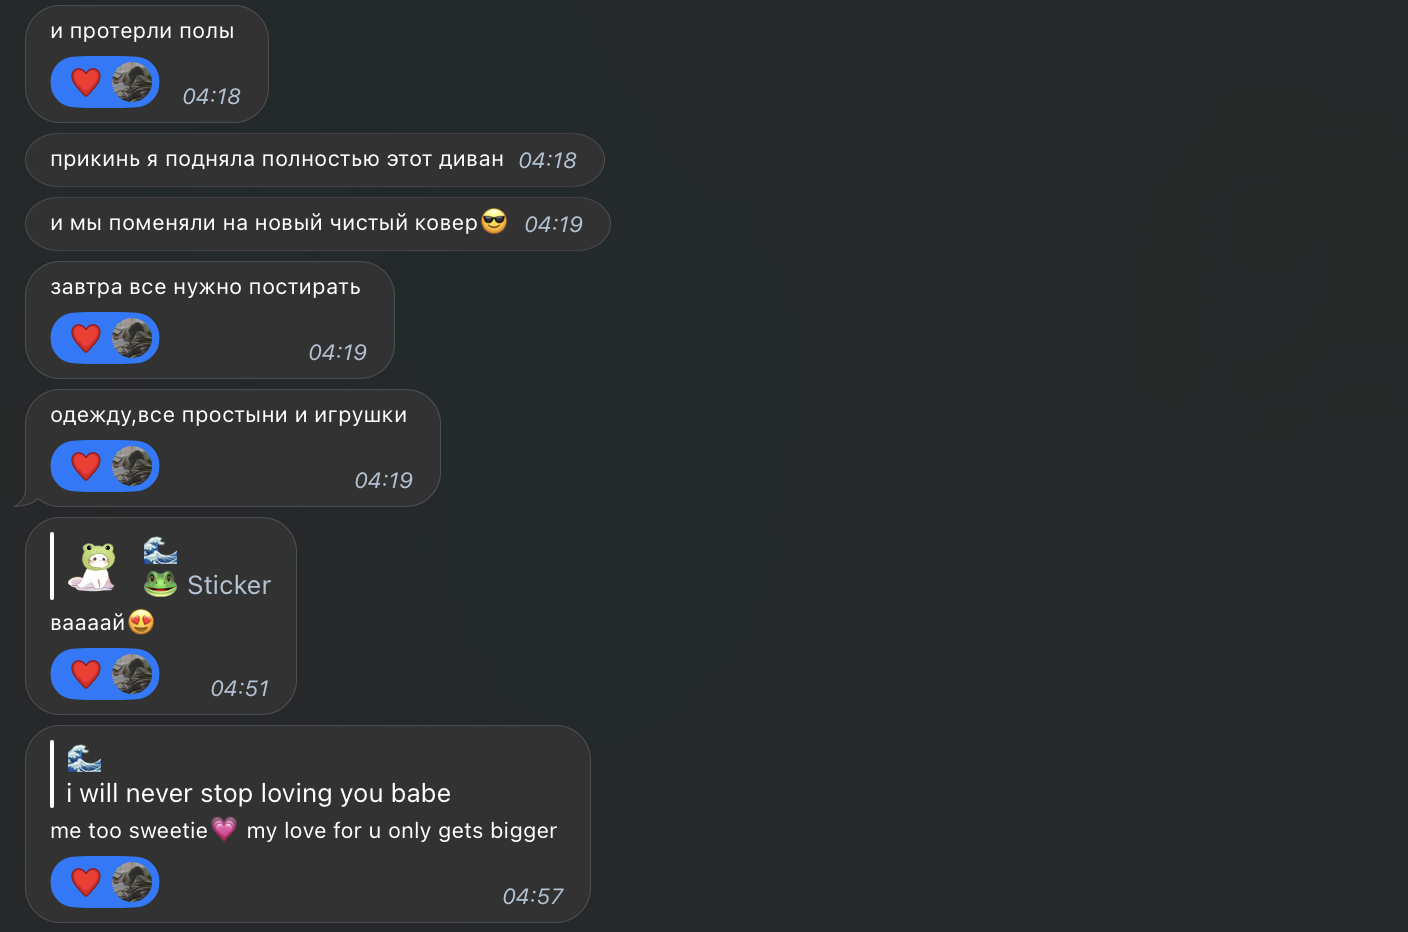 и протерли полы
❤️ 04:18
прикинь я подняла полностью этот диван 04:18
и мы поменяли на новый чистый ковер😎 04:19
завтра все нужно постирать
❤️ 04:19
одежду,все простыни и игрушки
❤️ 04:19
🌊
🐸 Sticker
ваааай😍
❤️ 04:51
🌊
i will never stop loving you babe
me too sweetie💗 my love for u only gets bigger
❤️ 04:57